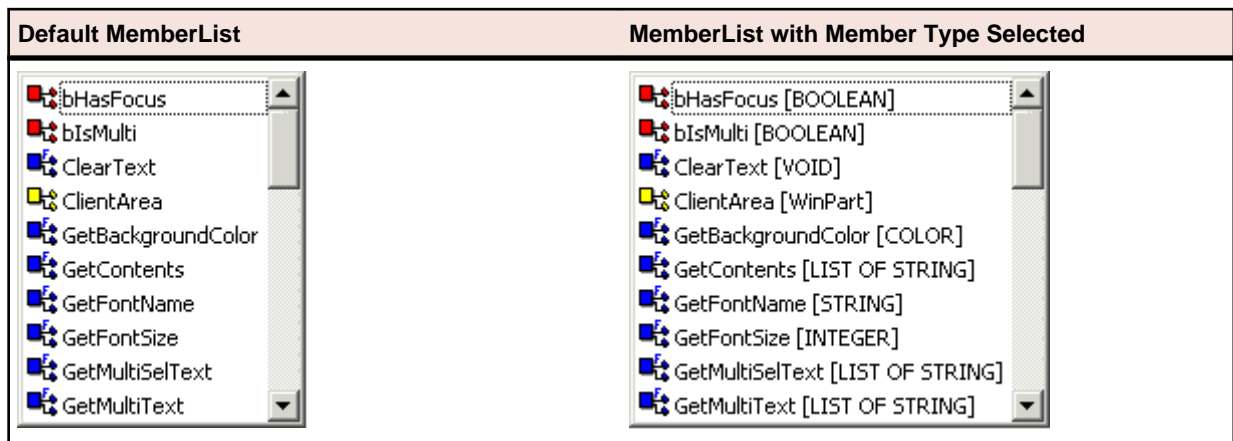 Default MemberList
MemberList with Member Type Selected
bHasFocus
bIsMulti
ClearText
ClientArea
GetBackgroundColor
GetContents
GetFontName
GetFontSize
GetMultiSelText
GetMultiText
bHasFocus [BOOLEAN]
bIsMulti [BOOLEAN]
ClearText [VOID]
ClientArea [WinPart]
GetBackgroundColor [COLOR]
GetContents [LIST OF STRING]
GetFontName [STRING]
GetFontSize [INTEGER]
GetMultiSelText [LIST OF STRING]
GetMultiText [LIST OF STRING]